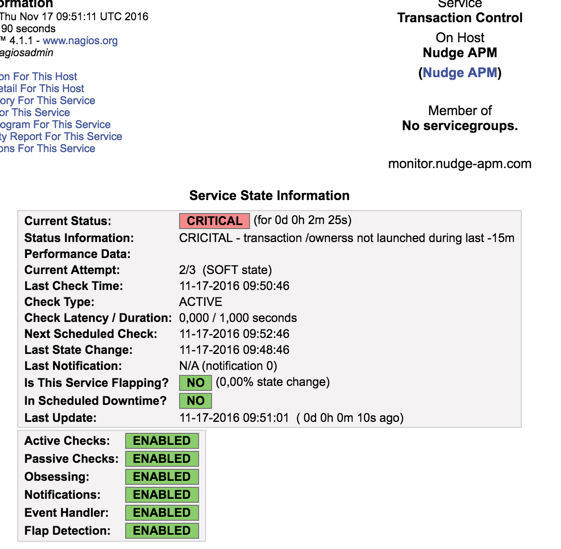 ormation
Thu Nov 17 09:51:11 UTC 2016
90 seconds
™ 4.1.1 - www.nagios.org
agiosadmin
on For This Host
etail For This Host
ory For This Service
or This Service
ogram For This Service
ty Report For This Service
ons For This Service
Service
Transaction Control
On Host
Nudge APM
(Nudge APM)
Member of
No servicegroups.
monitor.nudge-apm.com
Service State Information
Current Status: CRITICAL (for 0d 0h 2m 25s)
Status Information: CRICITAL - transaction /ownerss not launched during last -15m
Performance Data:
Current Attempt: 2/3 (SOFT state)
Last Check Time: 11-17-2016 09:50:46
Check Type: ACTIVE
Check Latency / Duration: 0,000 / 1,000 seconds
Next Scheduled Check: 11-17-2016 09:52:46
Last State Change: 11-17-2016 09:48:46
Last Notification: N/A (notification 0)
Is This Service Flapping? NO (0,00% state change)
In Scheduled Downtime? NO
Last Update: 11-17-2016 09:51:01 ( 0d 0h 0m 10s ago)
Active Checks: ENABLED
Passive Checks: ENABLED
Obsessing: ENABLED
Notifications: ENABLED
Event Handler: ENABLED
Flap Detection: ENABLED